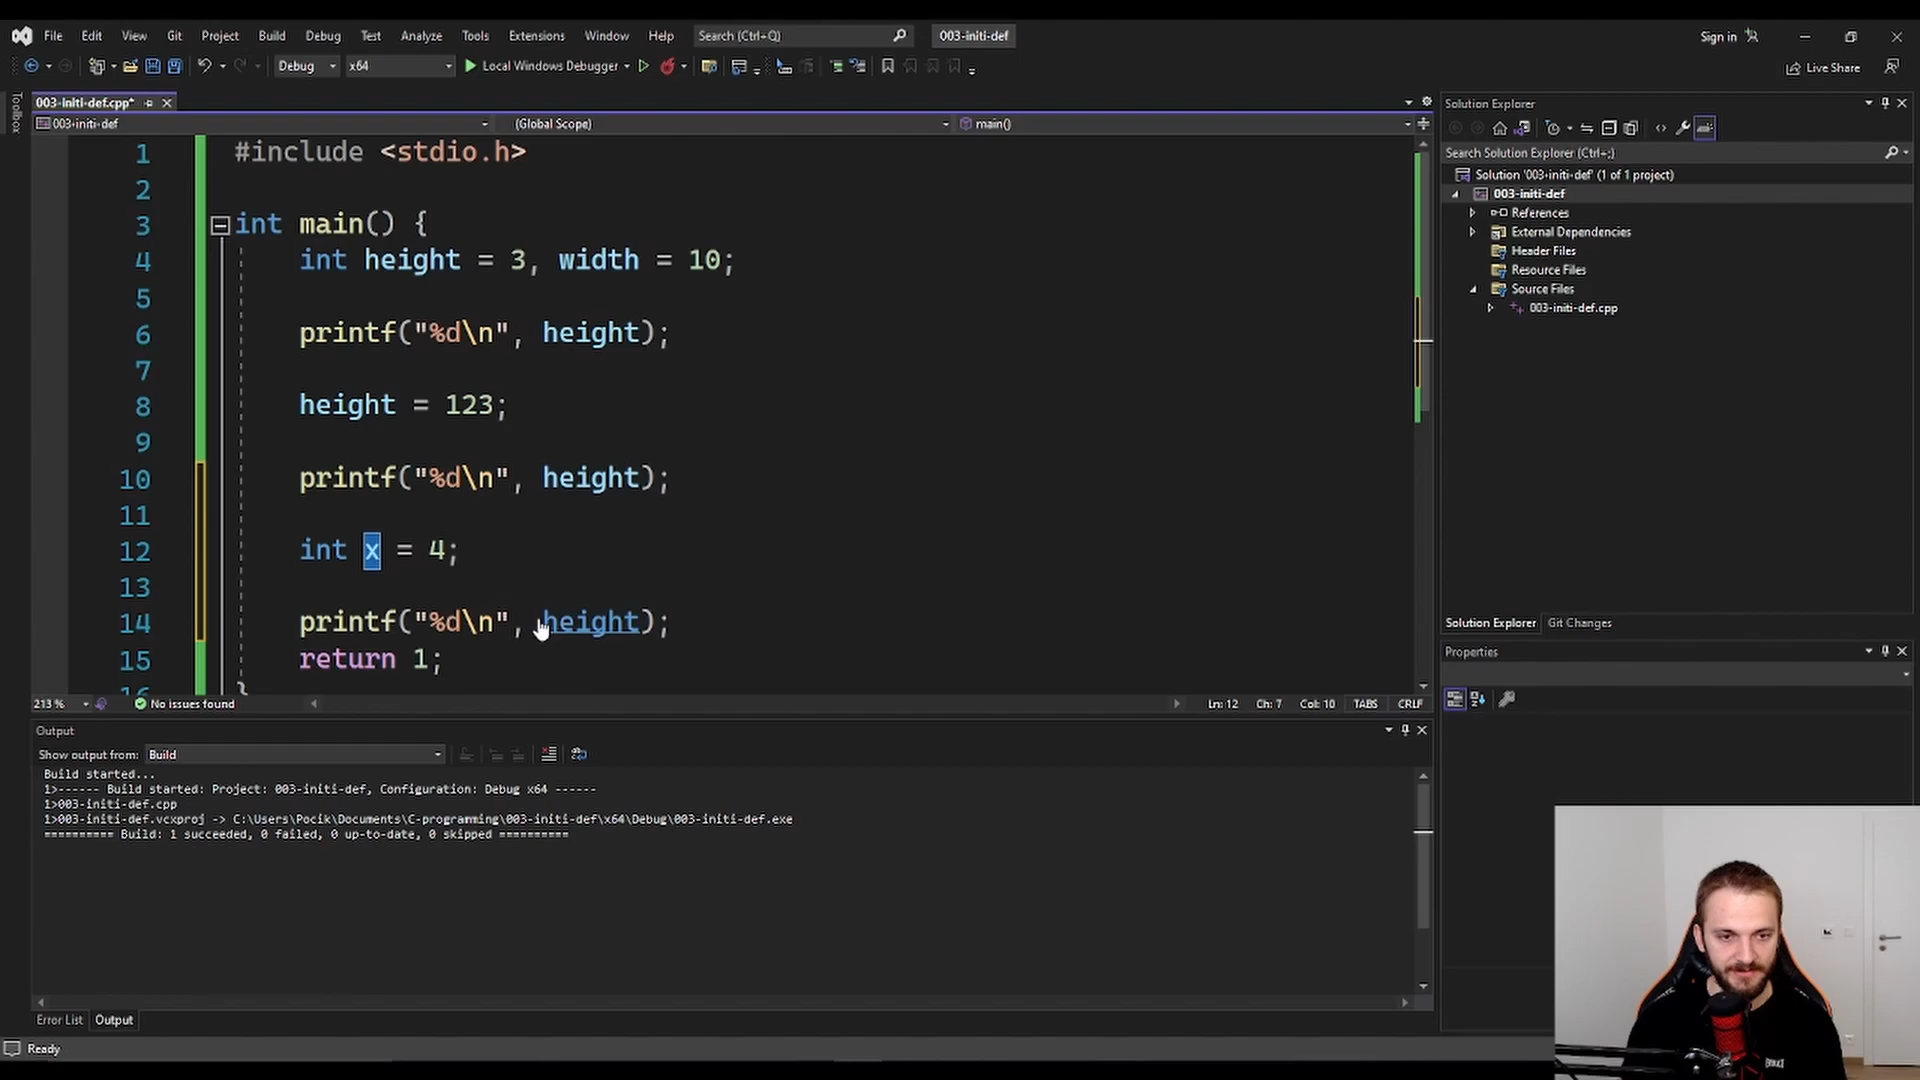 File Edit View Git Project Build Debug Test Analyze Tools Extensions Window Help Search (Ctrl+Q) 003-initi-def Sign in
Debug x64 Local Windows Debugger Live Share
Toolbox
003-initi-def.cpp*
003-initi-def (Global Scope) main()
1 #include <stdio.h>
2
3 int main() {
4 int height = 3, width = 10;
5
6 printf("%d\n", height);
7
8 height = 123;
9
10 printf("%d\n", height);
11
12 int x = 4;
13
14 printf("%d\n", height);
15 return 1;
16 }
213 % No issues found Ln: 12 Ch: 7 Col: 10 TABS CRLF
Output
Show output from: Build
Build started...
1>------ Build started: Project: 003-initi-def, Configuration: Debug x64 ------
1>003-initi-def.cpp
1>003-initi-def.vcxproj -> C:\Users\Pocik\Documents\C-programming\003-initi-def\x64\Debug\003-initi-def.exe
========== Build: 1 succeeded, 0 failed, 0 up-to-date, 0 skipped ==========
Error List Output
Ready
Solution Explorer
Search Solution Explorer (Ctrl+;)
Solution '003-initi-def' (1 of 1 project)
003-initi-def
References
External Dependencies
Header Files
Resource Files
Source Files
003-initi-def.cpp
Solution Explorer Git Changes
Properties